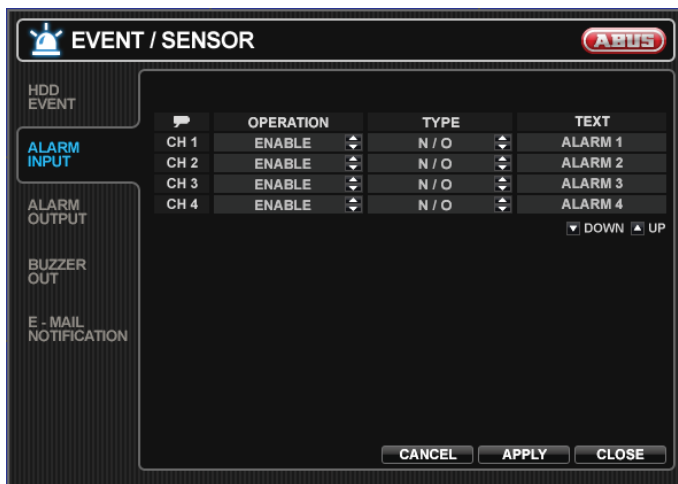 EVENT / SENSOR
ABUS
HDD
EVENT
ALARM
INPUT
ALARM
OUTPUT
BUZZER
OUT
E - MAIL
NOTIFICATION
OPERATION TYPE TEXT
CH 1 ENABLE N / O ALARM 1
CH 2 ENABLE N / O ALARM 2
CH 3 ENABLE N / O ALARM 3
CH 4 ENABLE N / O ALARM 4
DOWN UP
CANCEL APPLY CLOSE